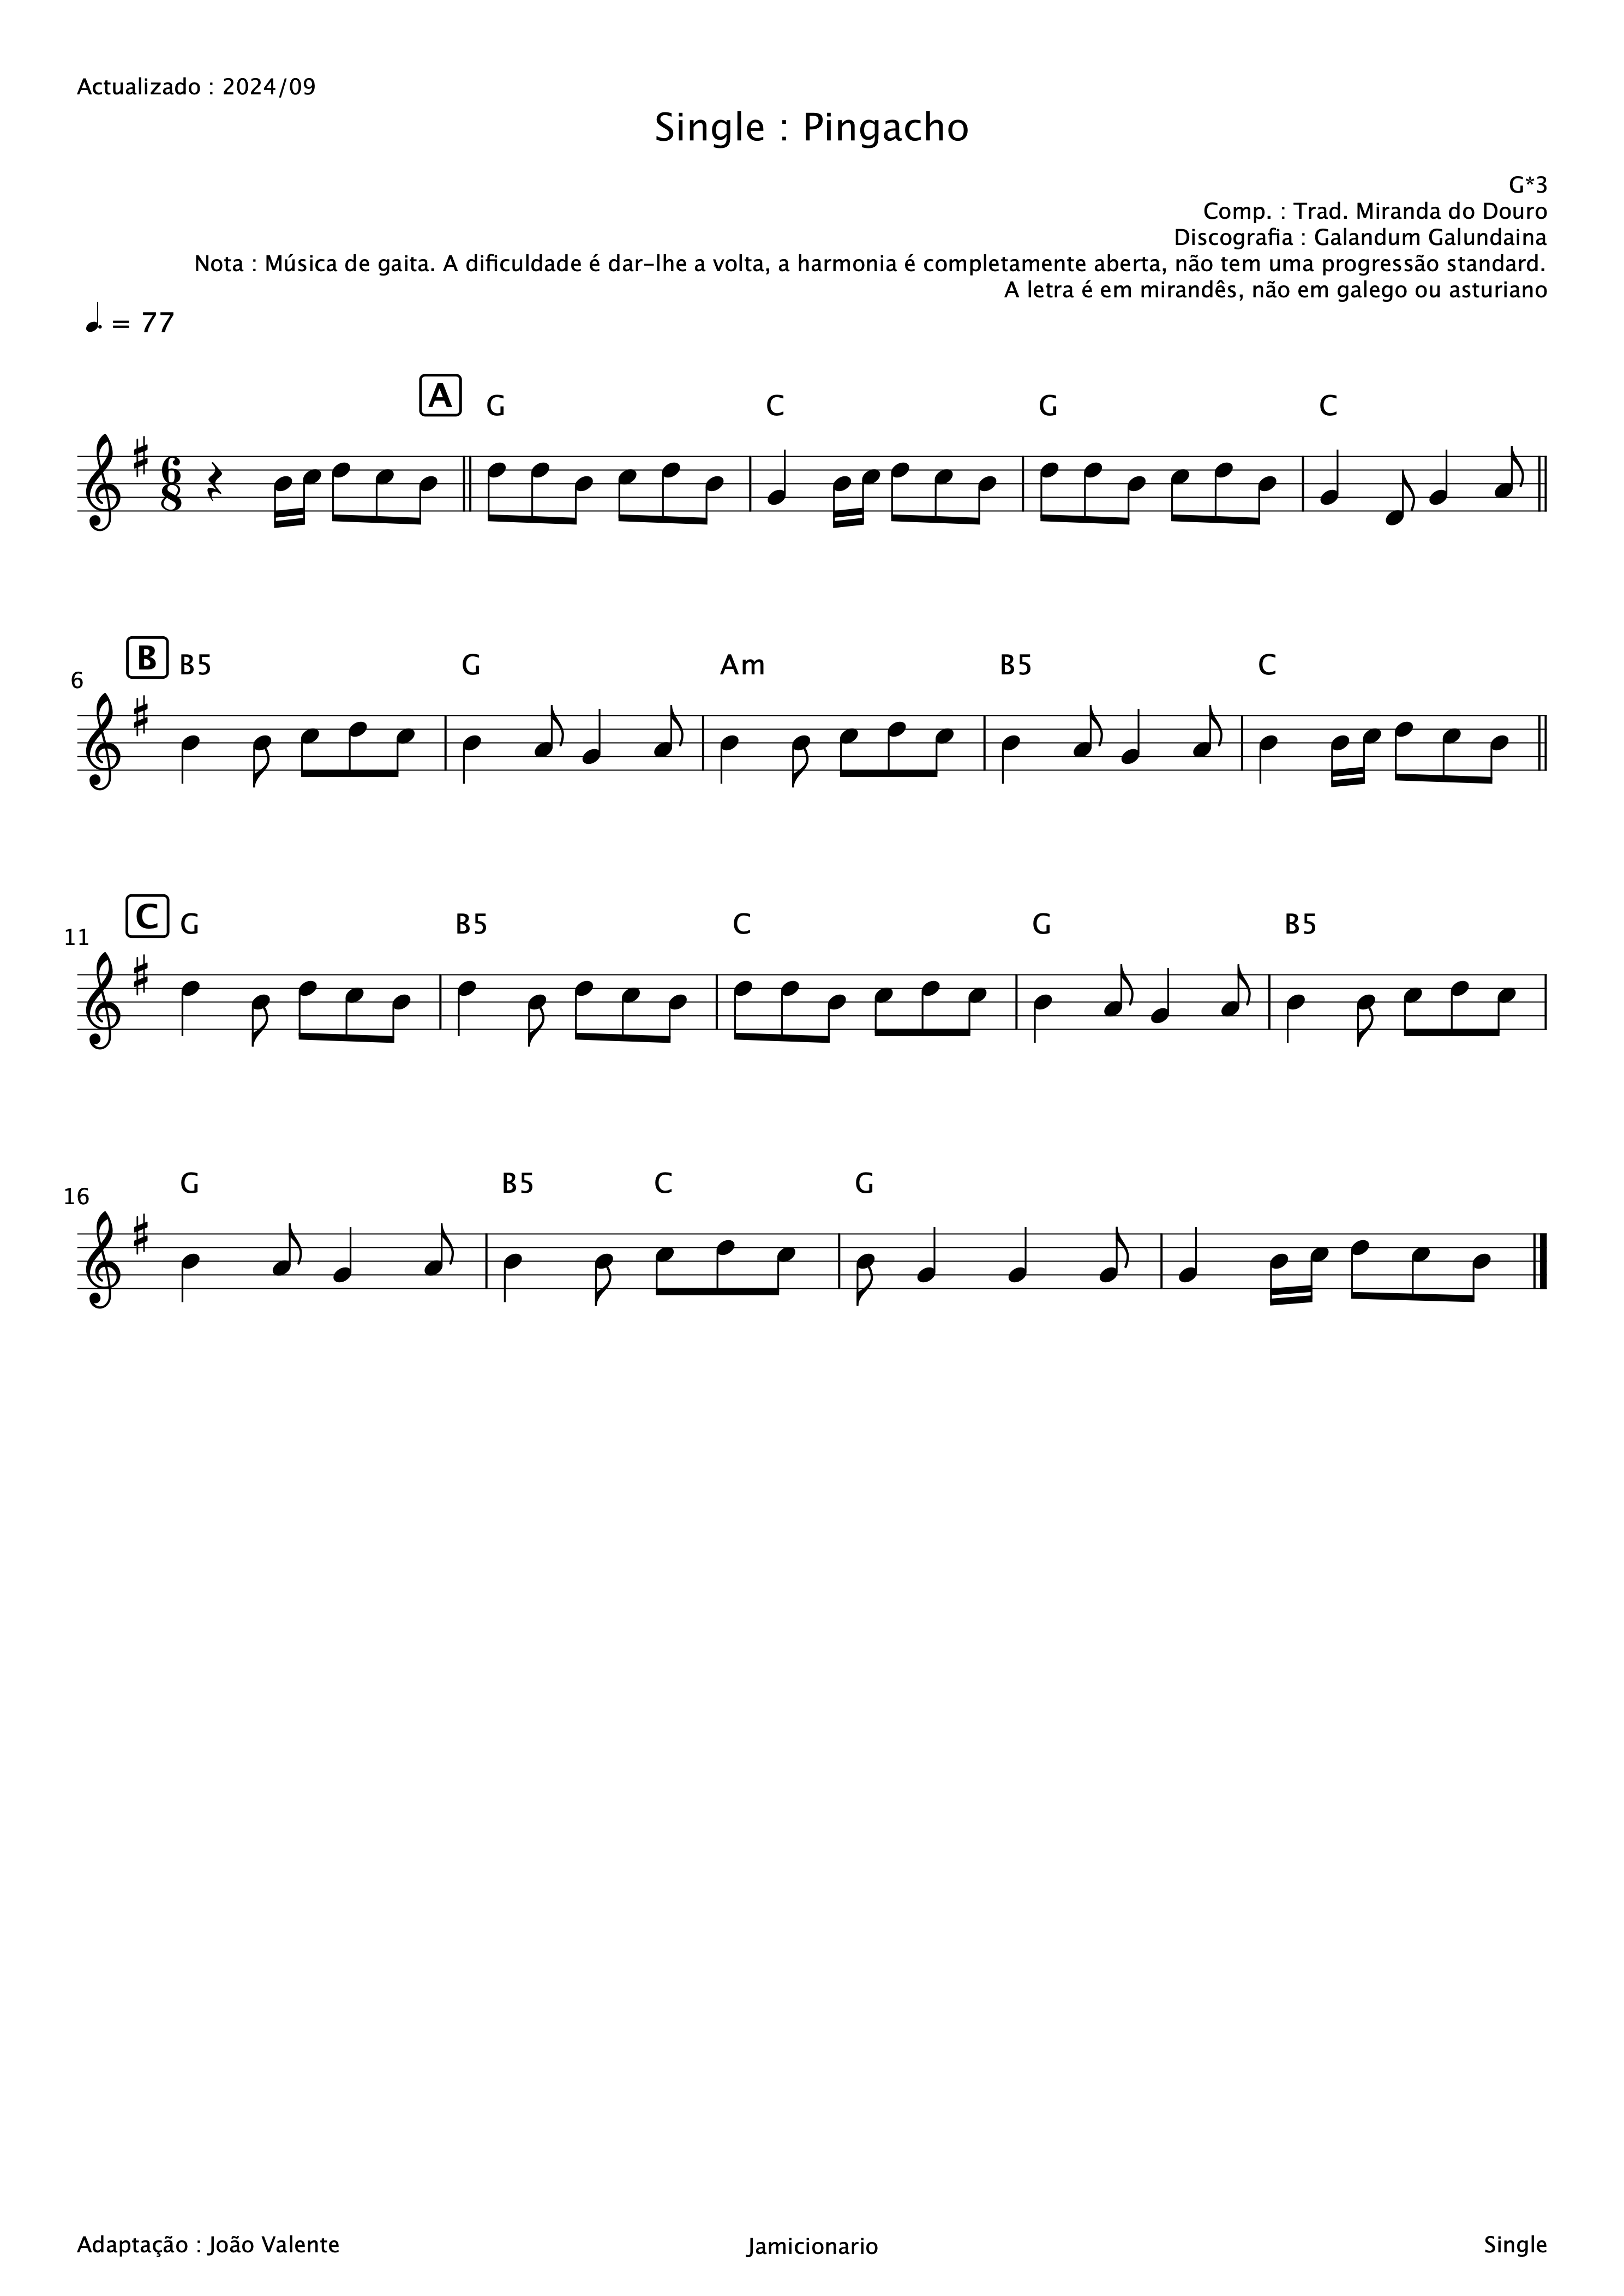 Actualizado : 2024/09
Single : Pingacho
G*3
Comp. : Trad. Miranda do Douro
Discografia : Galandum Galundaina
Nota : Música de gaita. A dificuldade é dar-lhe a volta, a harmonia é completamente aberta, não tem uma progressão standard.
A letra é em mirandês, não em galego ou asturiano
= 77
A G C G C
6 8
B B5 G Am B5 C
6
C G B5 C G B5
11
G B5 C G
16
Adaptação : João Valente Jamicionario Single